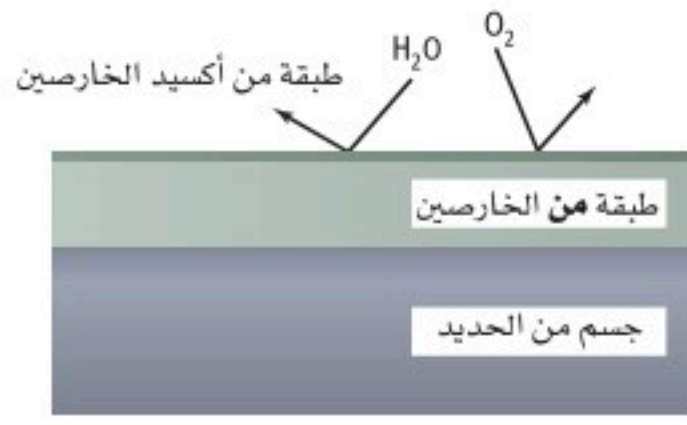 O₂
H₂O
طبقة من أكسيد الخارصين
طبقة من الخارصين
جسم من الحديد